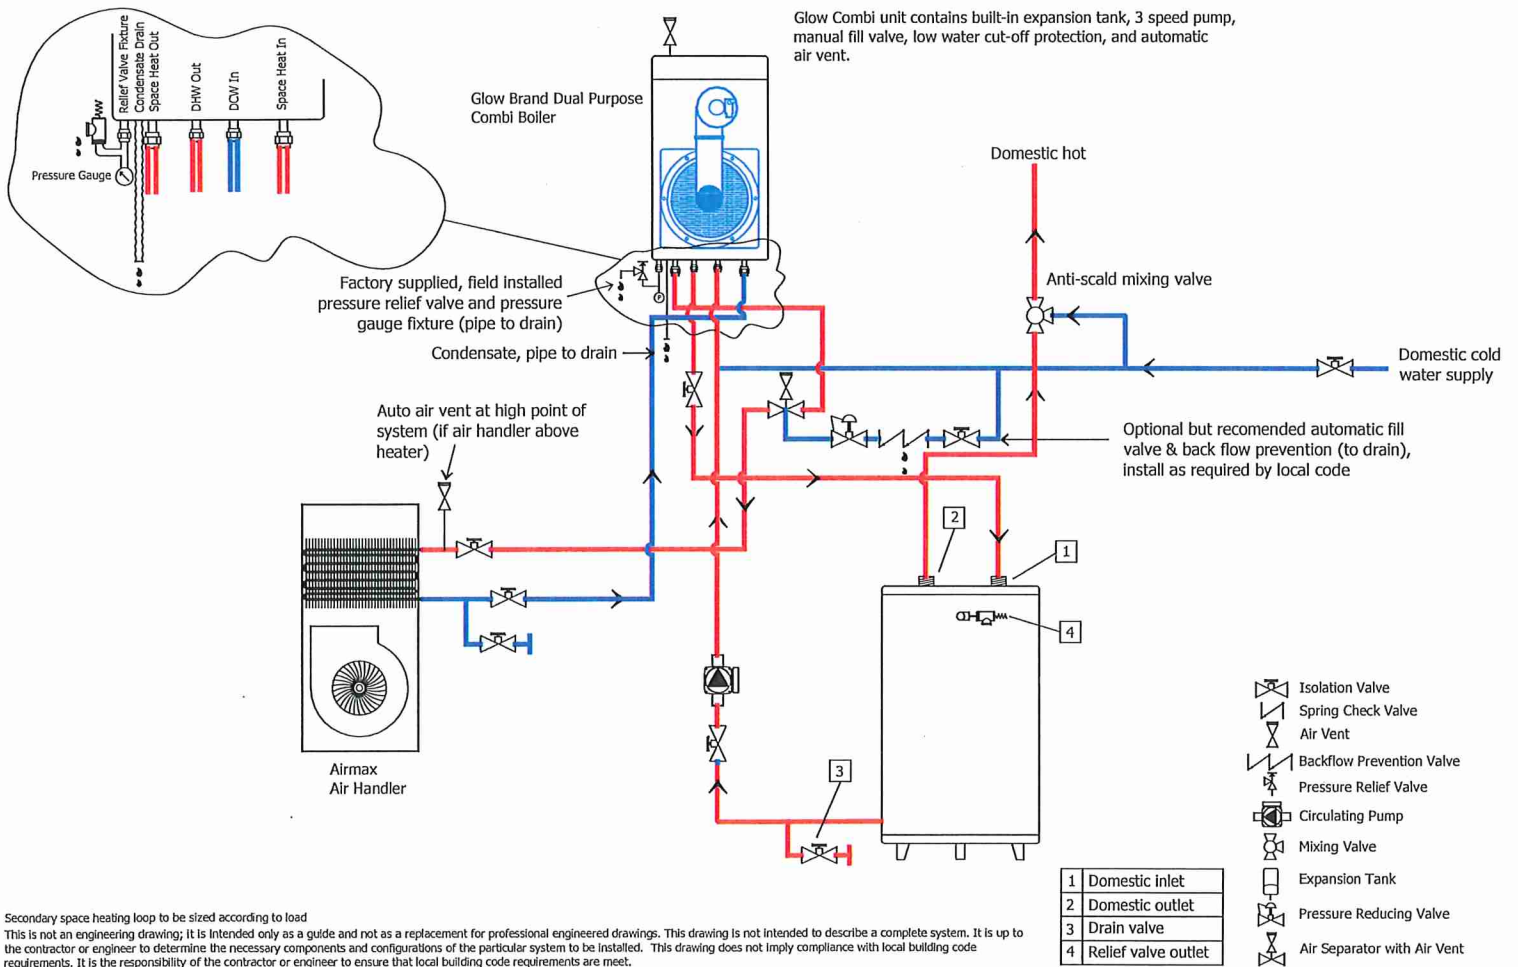 Glow Combi unit contains built-in expansion tank, 3 speed pump,
manual fill valve, low water cut-off protection, and automatic
air vent.
Relief Valve Fixture
Condensate Drain
Space Heat Out
DHW Out
DCW In
Space Heat In
Pressure Gauge
Glow Brand Dual Purpose
Combi Boiler
Domestic hot
Factory supplied, field installed
pressure relief valve and pressure
gauge fixture (pipe to drain)
P
Anti-scald mixing valve
Condensate, pipe to drain
Domestic cold
water supply
Auto air vent at high point of
system (if air handler above
heater)
Optional but recomended automatic fill
valve & back flow prevention (to drain),
install as required by local code
2
1
4
3
Airmax
Air Handler
Isolation Valve
Spring Check Valve
Air Vent
Backflow Prevention Valve
Pressure Relief Valve
Circulating Pump
Mixing Valve
Expansion Tank
Pressure Reducing Valve
Air Separator with Air Vent
1 Domestic inlet
2 Domestic outlet
3 Drain valve
4 Relief valve outlet
Secondary space heating loop to be sized according to load
This is not an engineering drawing; it is intended only as a guide and not as a replacement for professional engineered drawings. This drawing is not intended to describe a complete system. It is up to
the contractor or engineer to determine the necessary components and configurations of the particular system to be installed. This drawing does not imply compliance with local building code
requirements. It is the responsibility of the contractor or engineer to ensure that local building code requirements are meet.